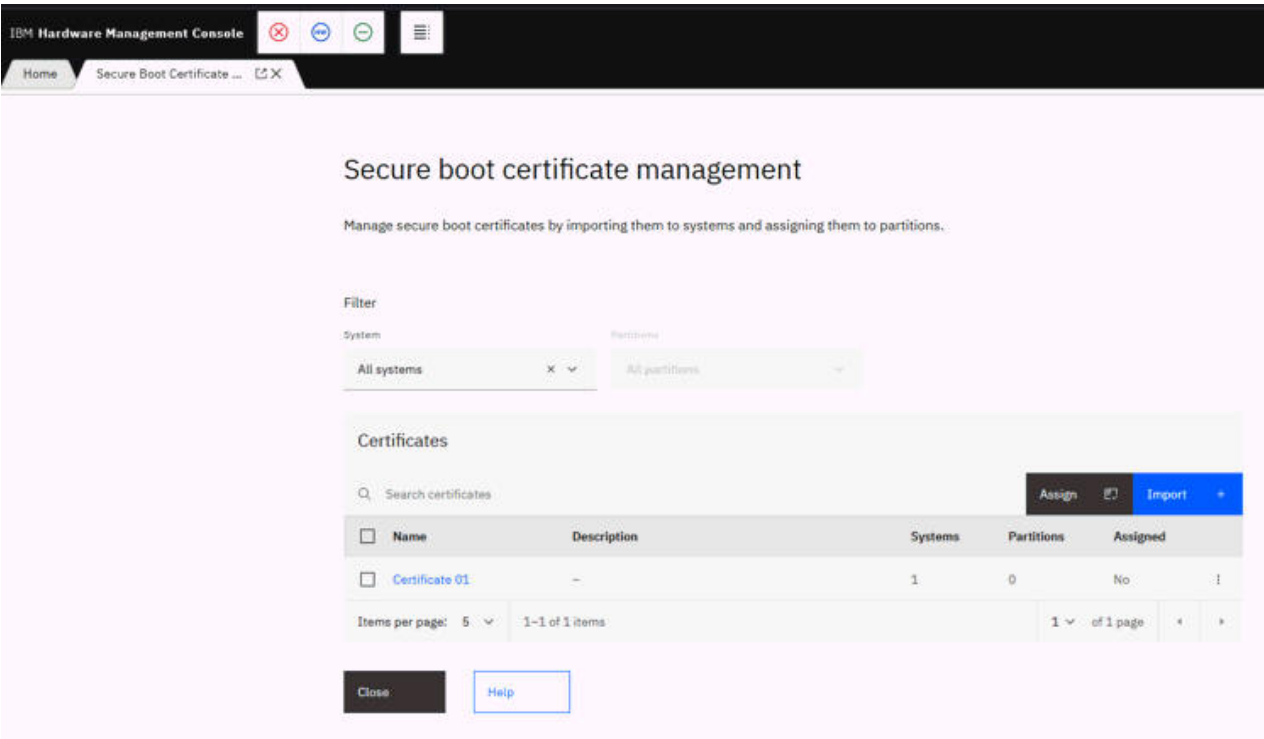 IBM Hardware Management Console
Home Secure Boot Certificate ...
Secure boot certificate management
Manage secure boot certificates by importing them to systems and assigning them to partitions.
Filter
System Partitions
All systems All partitions
Certificates
Search certificates Assign Import +
Name Description Systems Partitions Assigned
Certificate 01 – 1 0 No
Items per page: 5 1–1 of 1 items 1 of 1 page
Close Help